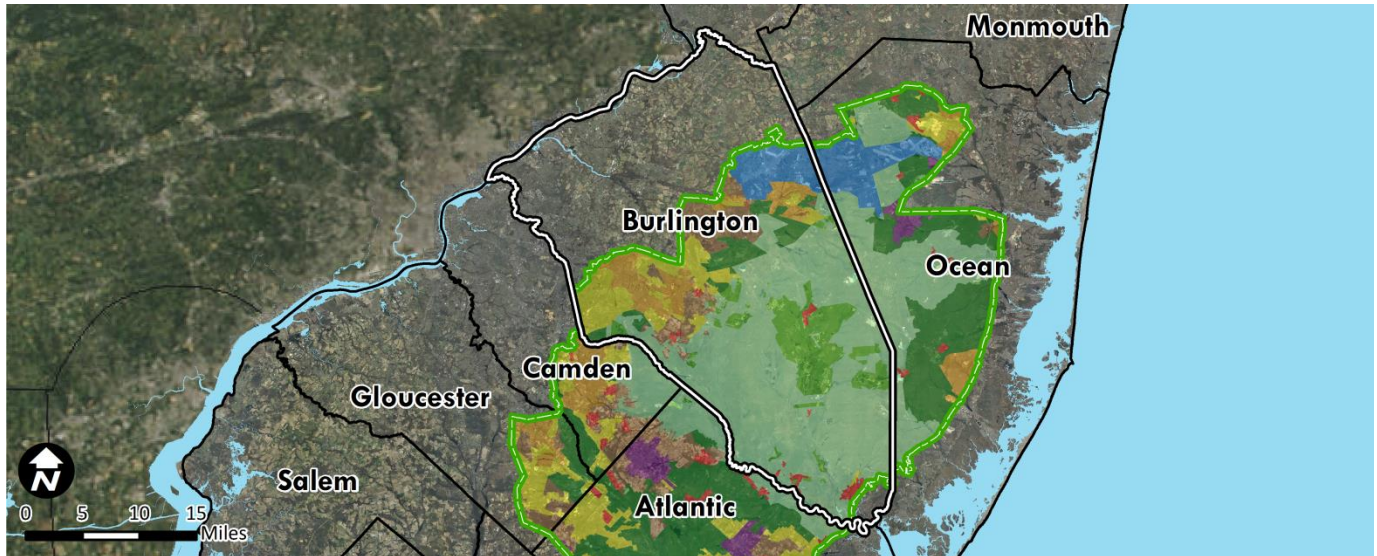 Monmouth
Burlington
Ocean
Camden
Gloucester
Salem
Atlantic
N
0 5 10 15
Miles